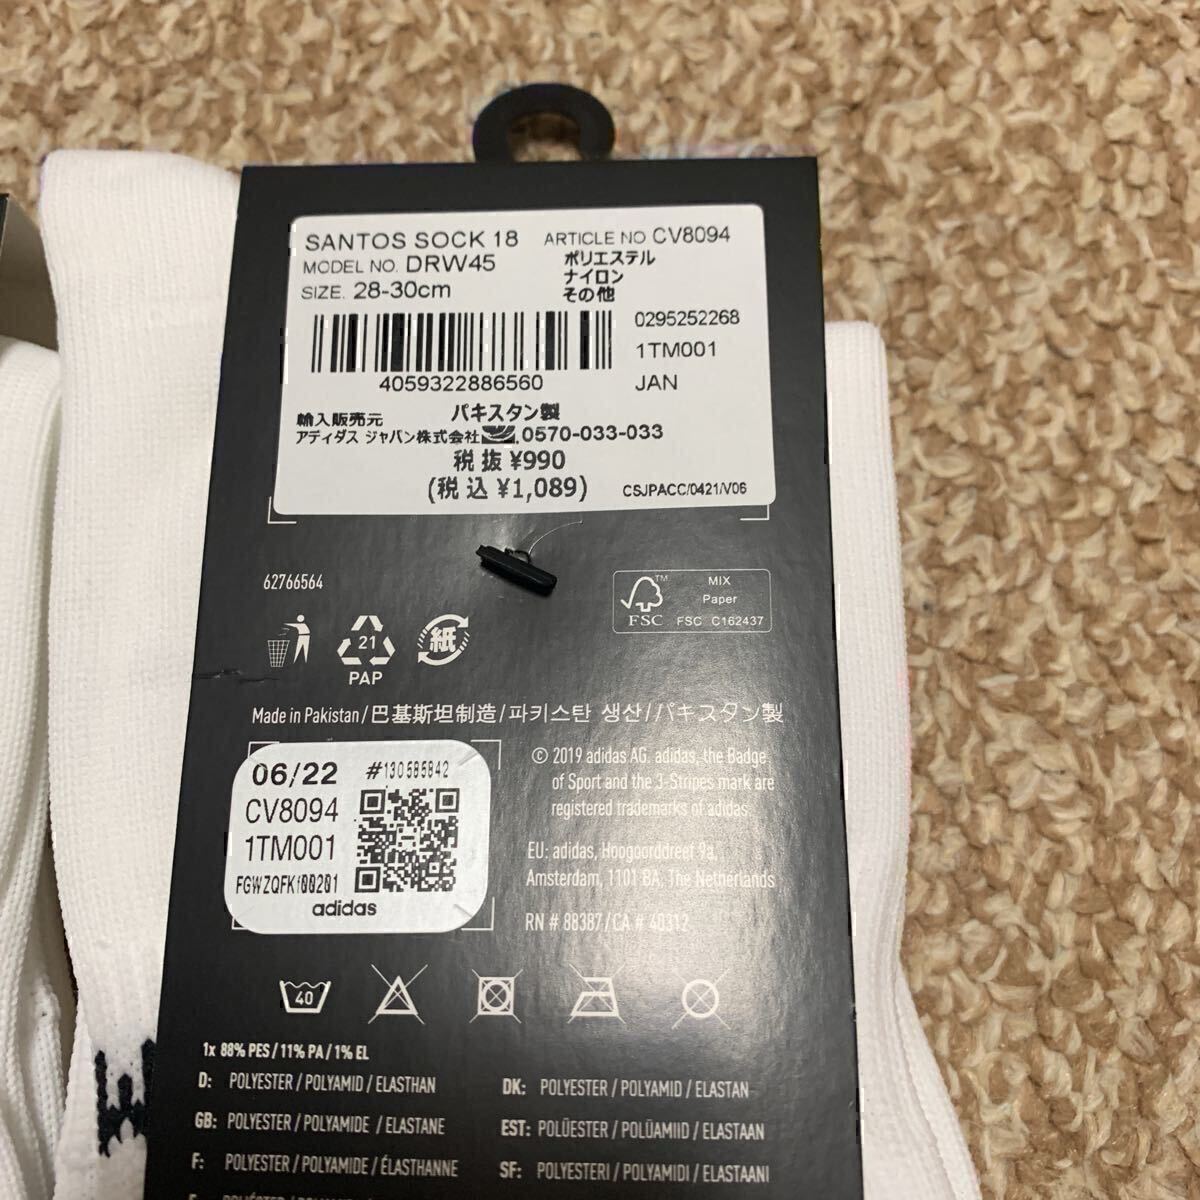 SANTOS SOCK 18 ARTICLE NO CV8094
MODEL NO. DRW45 ポリエステル
ナイロン
SIZE. 28-30cm その他
0295252268
1TM001
4059322886560 JAN
輸入販売元 パキスタン製
アディダス ジャパン株式会社 0570-033-033
税抜 ¥990
(税込 ¥1,089) CSJPACC/0421/V06
62766564
MIX
Paper
FSC FSC C162437
21
PAP
紙
Made in Pakistan/巴基斯坦制造/파키스탄 생산/パキスタン製
06/22 #130585842
CV8094
1TM001
FGWZQFKf00201
adidas
© 2019 adidas AG. adidas, the Badge
of Sport and the 3-Stripes mark are
registered trademarks of adidas.
EU: adidas, Hoogoorddreef 9a,
Amsterdam, 1101 BA, The Netherlands
RN # 88387/CA # 40312
40
1x 88% PES / 11% PA / 1% EL
D: POLYESTER / POLYAMID / ELASTHAN
GB: POLYESTER / POLYAMIDE / ELASTANE
F: POLYESTER / POLYAMIDE / ÉLASTHANNE
DK: POLYESTER / POLYAMID / ELASTAN
EST: POLÜESTER / POLÜAMIID / ELASTAAN
SF: POLYESTERI / POLYAMIDI / ELASTAANI